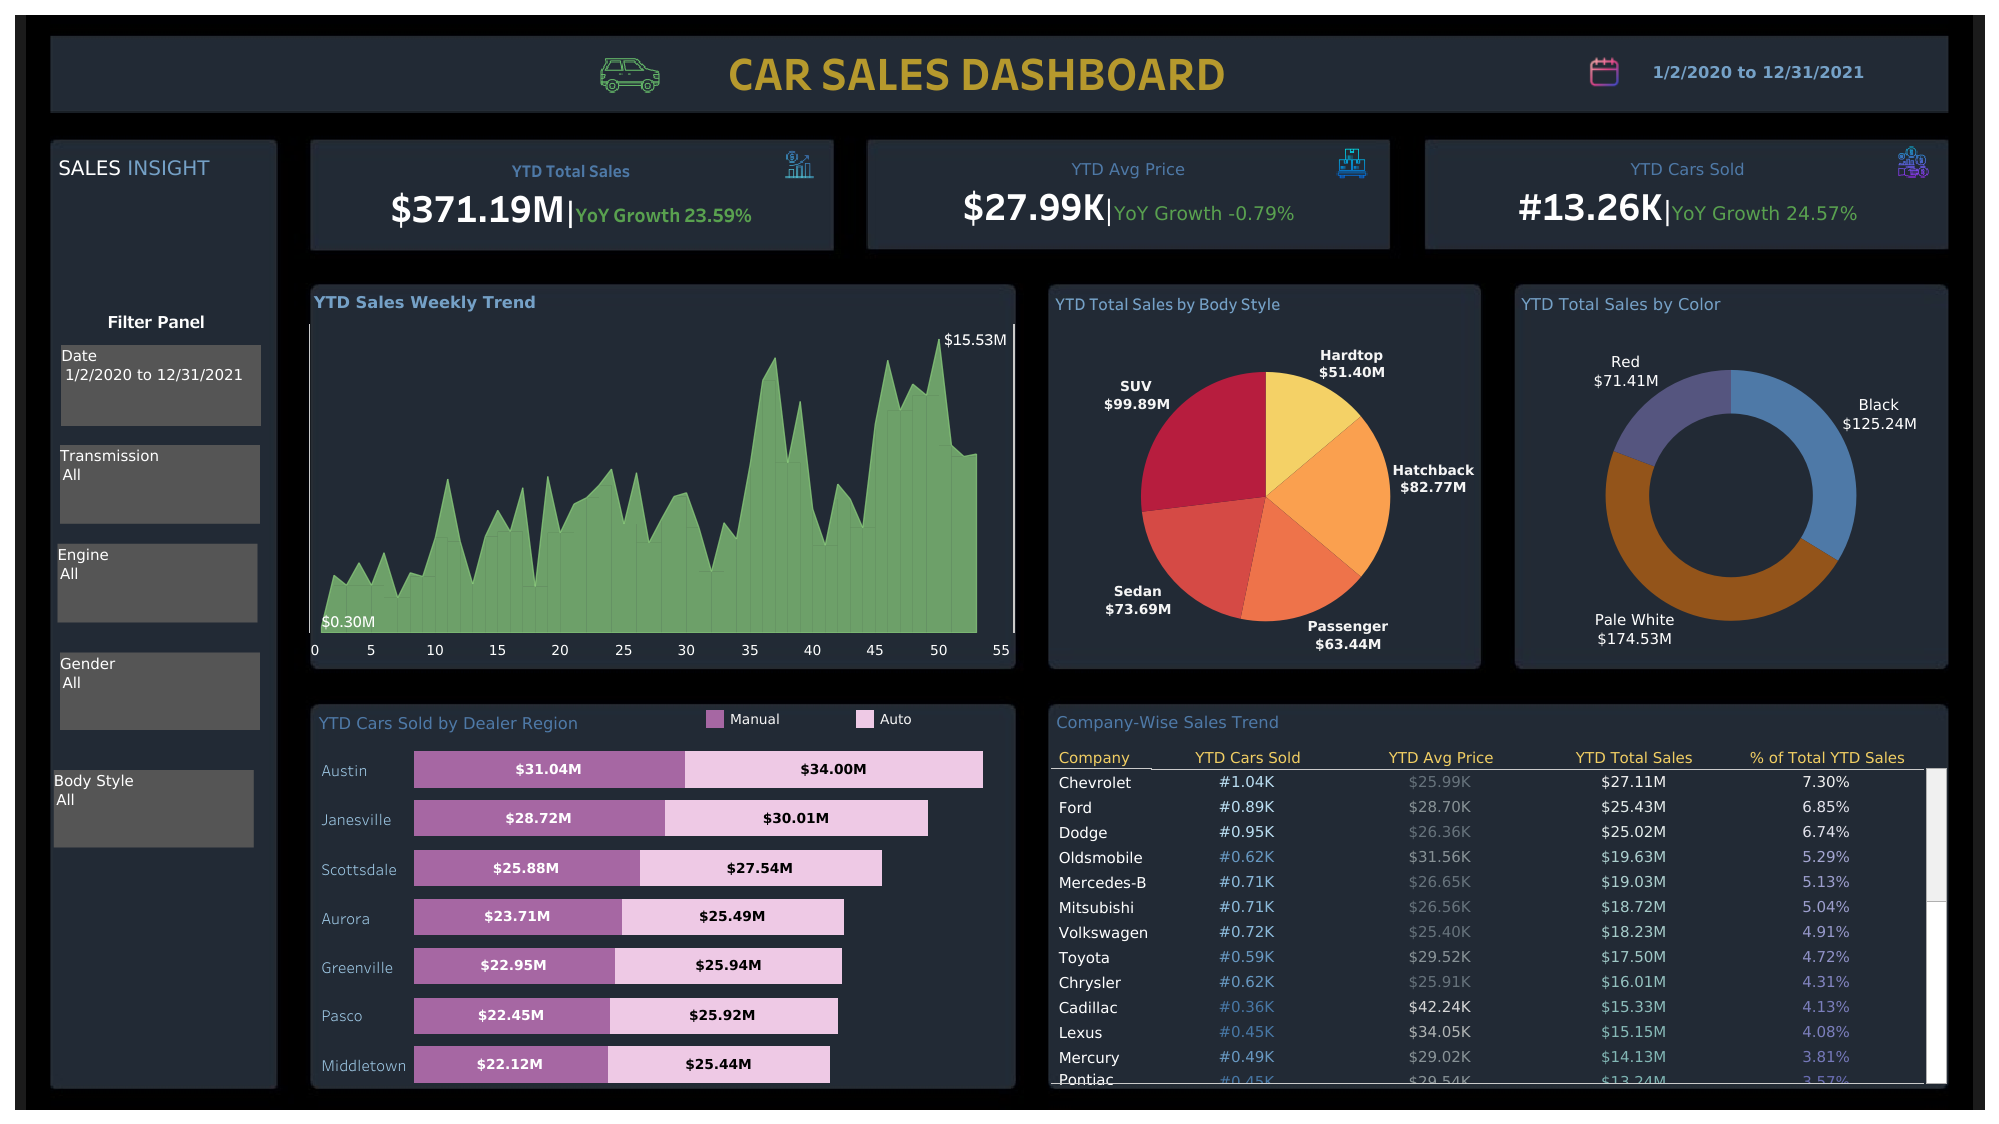 CAR SALES DASHBOARD
1/2/2020 to 12/31/2021
SALES INSIGHT
Filter Panel
Date
1/2/2020 to 12/31/2021
Transmission
All
Engine
All
Gender
All
Body Style
All
YTD Total Sales
$371.19M|YoY Growth 23.59%
YTD Avg Price
$27.99K|YoY Growth -0.79%
YTD Cars Sold
#13.26K|YoY Growth 24.57%
YTD Sales Weekly Trend
$15.53M
$0.30M
0 5 10 15 20 25 30 35 40 45 50 55
YTD Total Sales by Body Style
Hardtop
$51.40M
SUV
$99.89M
Hatchback
$82.77M
Sedan
$73.69M
Passenger
$63.44M
YTD Total Sales by Color
Red
$71.41M
Black
$125.24M
Pale White
$174.53M
YTD Cars Sold by Dealer Region
Manual Auto
Austin $31.04M $34.00M
Janesville $28.72M $30.01M
Scottsdale $25.88M $27.54M
Aurora $23.71M $25.49M
Greenville $22.95M $25.94M
Pasco $22.45M $25.92M
Middletown $22.12M $25.44M
Company-Wise Sales Trend
Company YTD Cars Sold YTD Avg Price YTD Total Sales % of Total YTD Sales
Chevrolet #1.04K $25.99K $27.11M 7.30%
Ford #0.89K $28.70K $25.43M 6.85%
Dodge #0.95K $26.36K $25.02M 6.74%
Oldsmobile #0.62K $31.56K $19.63M 5.29%
Mercedes-B #0.71K $26.65K $19.03M 5.13%
Mitsubishi #0.71K $26.56K $18.72M 5.04%
Volkswagen #0.72K $25.40K $18.23M 4.91%
Toyota #0.59K $29.52K $17.50M 4.72%
Chrysler #0.62K $25.91K $16.01M 4.31%
Cadillac #0.36K $42.24K $15.33M 4.13%
Lexus #0.45K $34.05K $15.15M 4.08%
Mercury #0.49K $29.02K $14.13M 3.81%
Pontiac #0.45K $29.54K $13.24M 3.57%